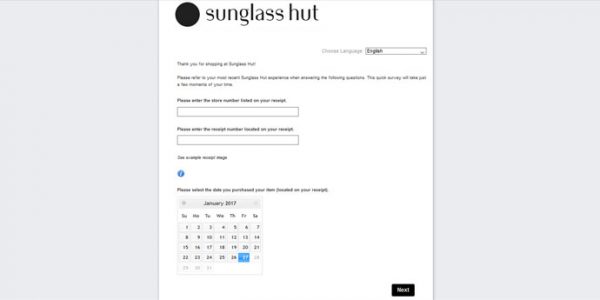 sunglass hut
Choose Language English
Thank you for shopping at Sunglass Hut!
Please refer to your most recent Sunglass Hut experience when answering the following questions. This quick survey will take just
a few moments of your time.
Please enter the store number listed on your receipt.
Please enter the receipt number located on your receipt.
See example receipt image
Please select the date you purchased your item (located on your receipt).
January 2017
Su Mo Tu We Th Fr Sa
1 2 3 4 5 6 7
8 9 10 11 12 13 14
15 16 17 18 19 20 21
22 23 24 25 26 27 28
29 30 31
Next